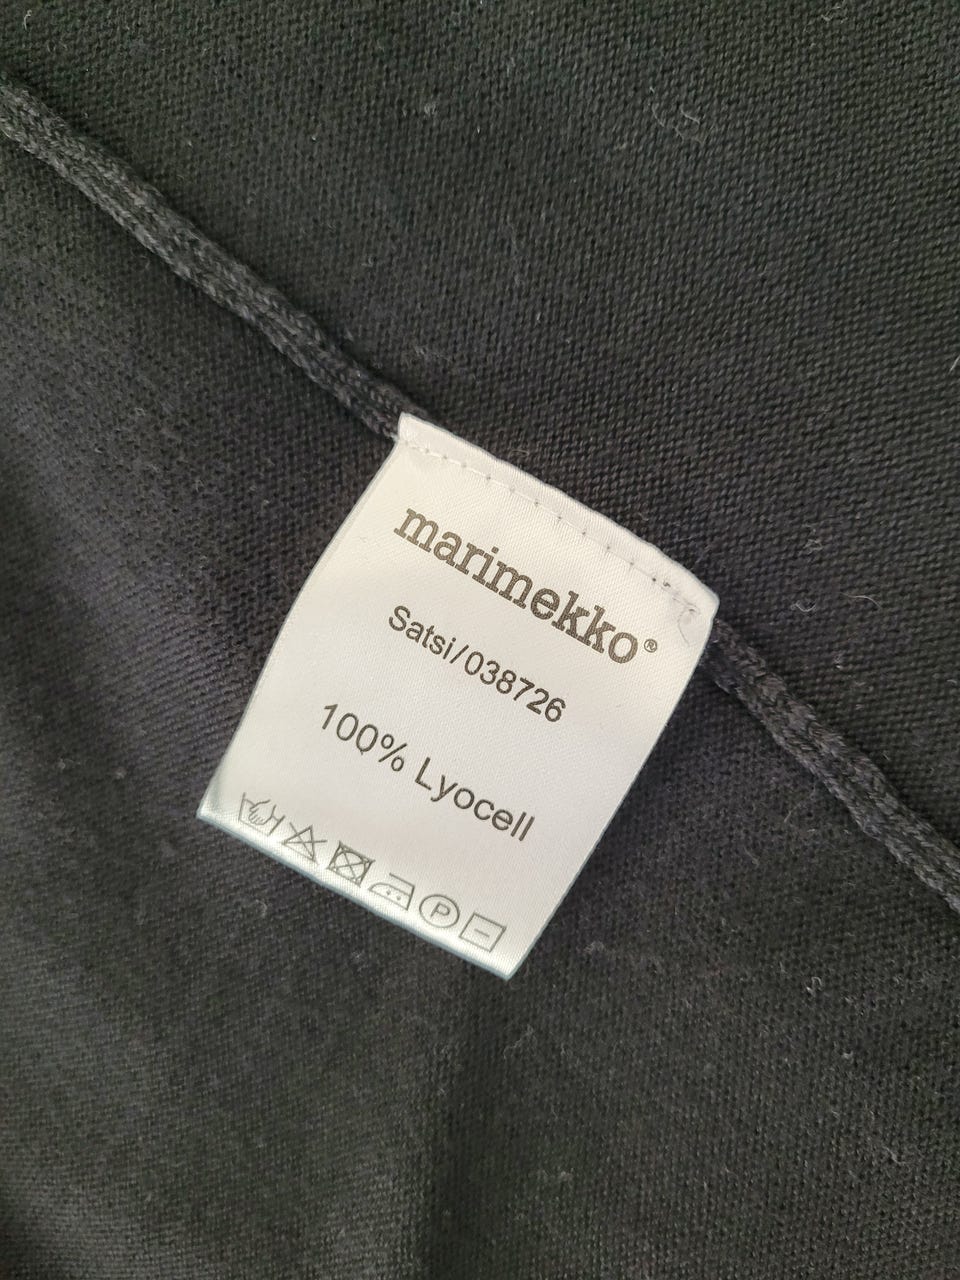 marimekko®
Satsi/038726
100% Lyocell
P